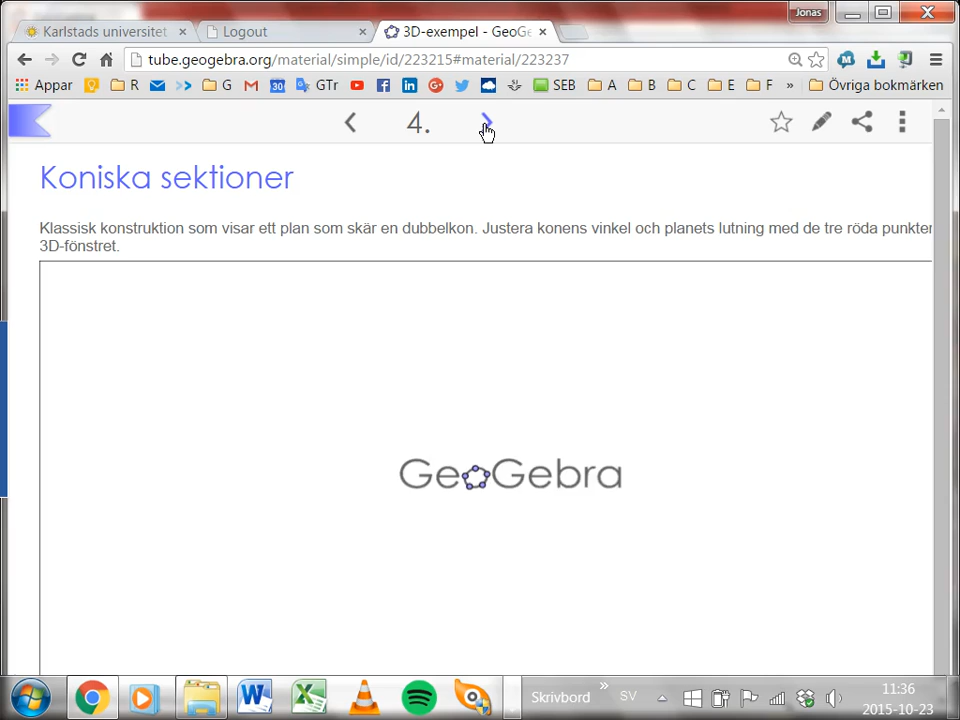 Jonas
Karlstads universitet
Logout
3D-exempel - GeoGe
tube.geogebra.org/material/simple/id/223215#material/223237
Appar R G 30 GTr SEB A B C E F » Övriga bokmärken
4.
Koniska sektioner
Klassisk konstruktion som visar ett plan som skär en dubbelkon. Justera konens vinkel och planets lutning med de tre röda punkter
3D-fönstret.
GeoGebra
Skrivbord » SV 11:36
2015-10-23